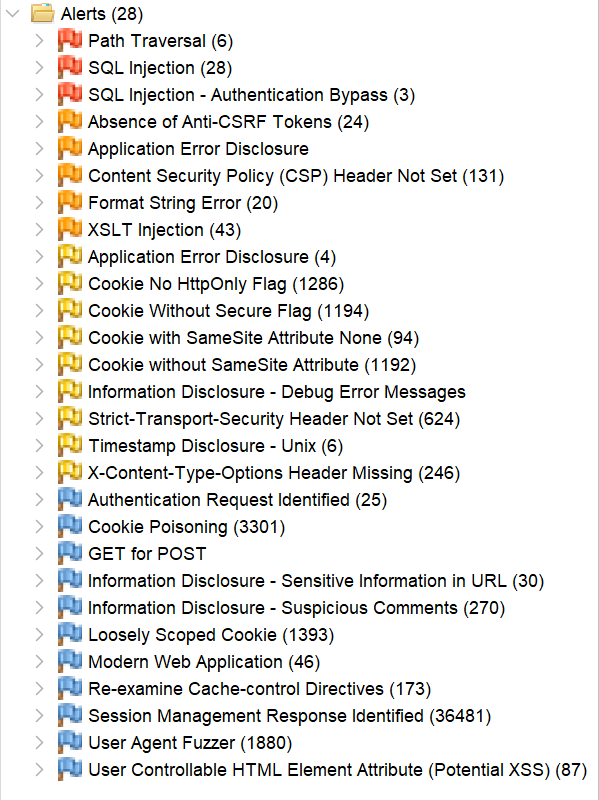 Alerts (28)
Path Traversal (6)
SQL Injection (28)
SQL Injection - Authentication Bypass (3)
Absence of Anti-CSRF Tokens (24)
Application Error Disclosure
Content Security Policy (CSP) Header Not Set (131)
Format String Error (20)
XSLT Injection (43)
Application Error Disclosure (4)
Cookie No HttpOnly Flag (1286)
Cookie Without Secure Flag (1194)
Cookie with SameSite Attribute None (94)
Cookie without SameSite Attribute (1192)
Information Disclosure - Debug Error Messages
Strict-Transport-Security Header Not Set (624)
Timestamp Disclosure - Unix (6)
X-Content-Type-Options Header Missing (246)
Authentication Request Identified (25)
Cookie Poisoning (3301)
GET for POST
Information Disclosure - Sensitive Information in URL (30)
Information Disclosure - Suspicious Comments (270)
Loosely Scoped Cookie (1393)
Modern Web Application (46)
Re-examine Cache-control Directives (173)
Session Management Response Identified (36481)
User Agent Fuzzer (1880)
User Controllable HTML Element Attribute (Potential XSS) (87)